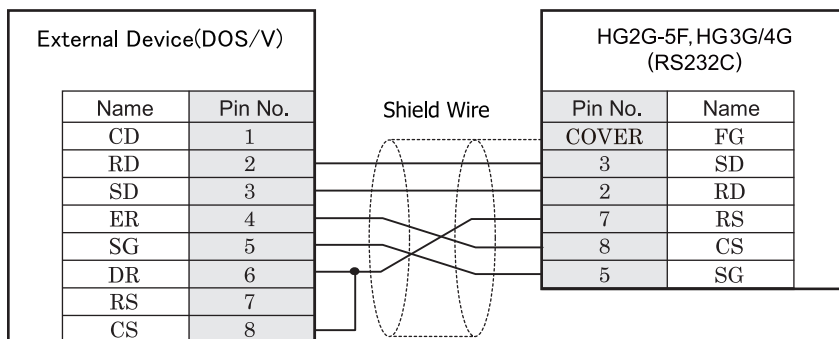 External Device(DOS/V)
Name Pin No.
CD 1
RD 2
SD 3
ER 4
SG 5
DR 6
RS 7
CS 8
Shield Wire
HG2G-5F, HG3G/4G
(RS232C)
Pin No. Name
COVER FG
3 SD
2 RD
7 RS
8 CS
5 SG